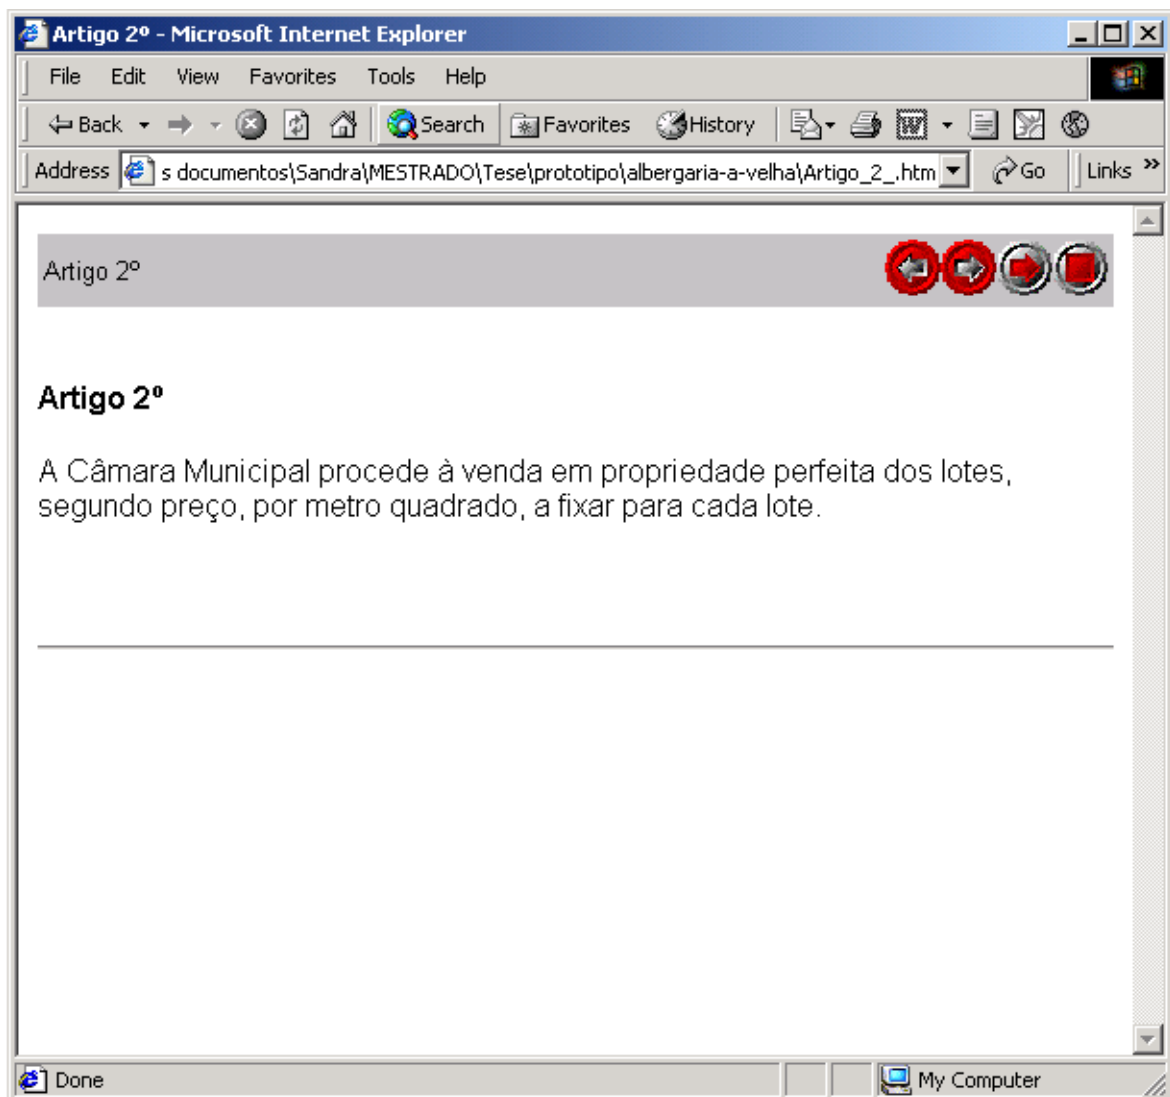 Artigo 2º - Microsoft Internet Explorer
File Edit View Favorites Tools Help
Back Search Favorites History
Address s documentos\Sandra\MESTRADO\Tese\prototipo\albergaria-a-velha\Artigo_2_.htm Go Links »
Artigo 2º
Artigo 2º
A Câmara Municipal procede à venda em propriedade perfeita dos lotes,
segundo preço, por metro quadrado, a fixar para cada lote.
Done My Computer